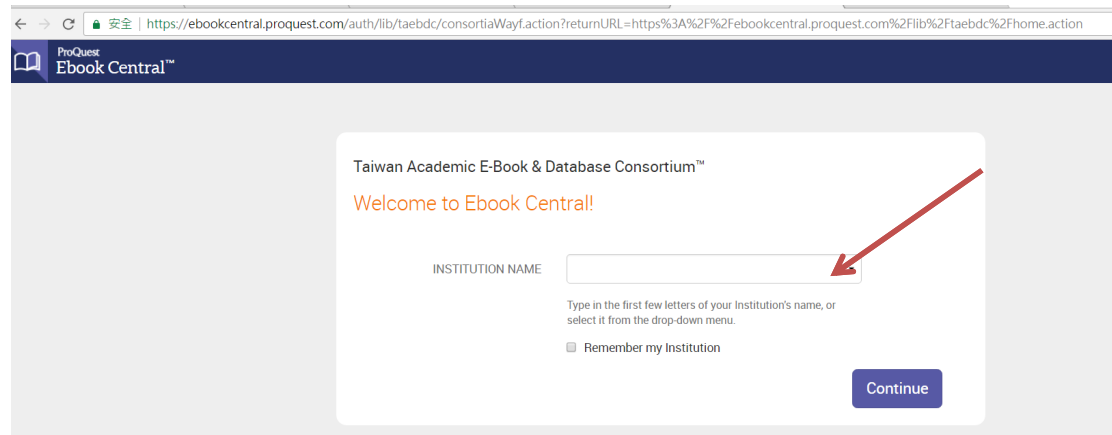 安全 | https://ebookcentral.proquest.com/auth/lib/taebdc/consortiaWayf.action?returnURL=https%3A%2F%2Febookcentral.proquest.com%2Flib%2Ftaebdc%2Fhome.action
ProQuest
Ebook Central™
Taiwan Academic E-Book & Database Consortium™
Welcome to Ebook Central!
INSTITUTION NAME
Type in the first few letters of your Institution's name, or
select it from the drop-down menu.
Remember my Institution
Continue